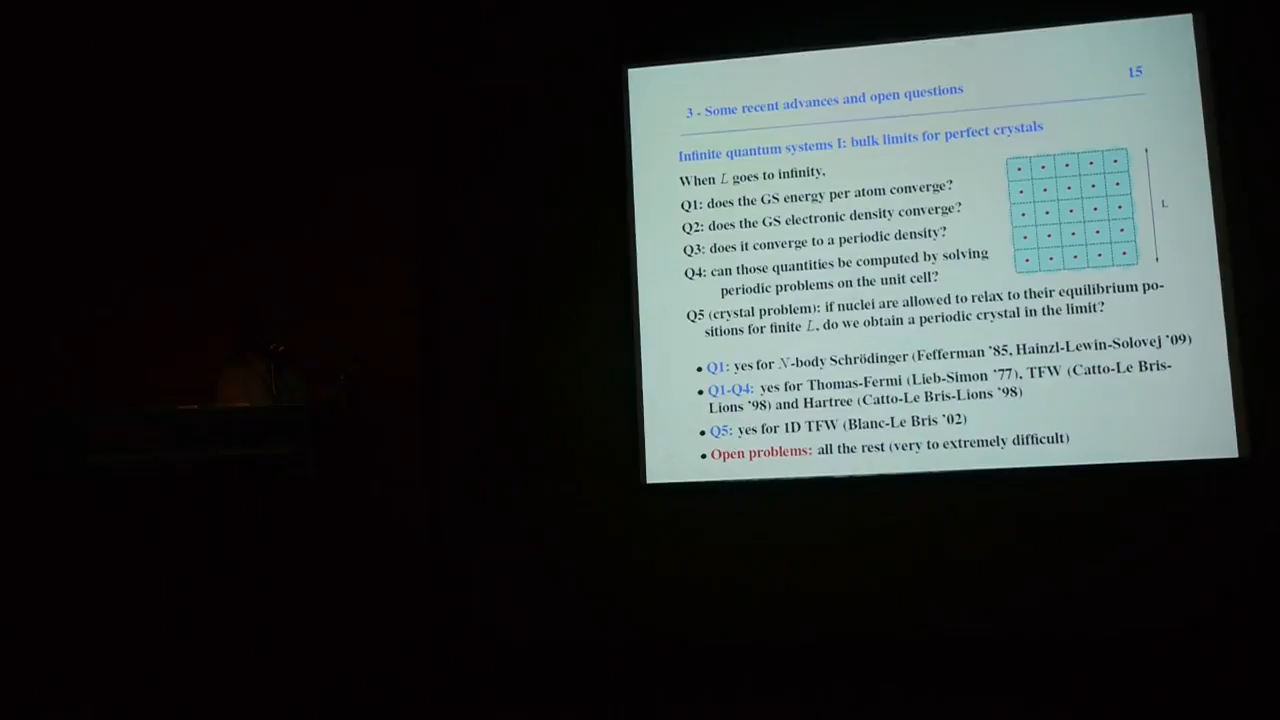 15
3 - Some recent advances and open questions
Infinite quantum systems I: bulk limits for perfect crystals
When L goes to infinity,
Q1: does the GS energy per atom converge?
Q2: does the GS electronic density converge?
Q3: does it converge to a periodic density?
Q4: can those quantities be computed by solving
periodic problems on the unit cell?
L
Q5 (crystal problem): if nuclei are allowed to relax to their equilibrium po-
sitions for finite L, do we obtain a periodic crystal in the limit?
• Q1: yes for N-body Schrödinger (Fefferman '85, Hainzl-Lewin-Solovej '09)
• Q1-Q4: yes for Thomas-Fermi (Lieb-Simon '77), TFW (Catto-Le Bris-
Lions '98) and Hartree (Catto-Le Bris-Lions '98)
• Q5: yes for 1D TFW (Blanc-Le Bris '02)
• Open problems: all the rest (very to extremely difficult)